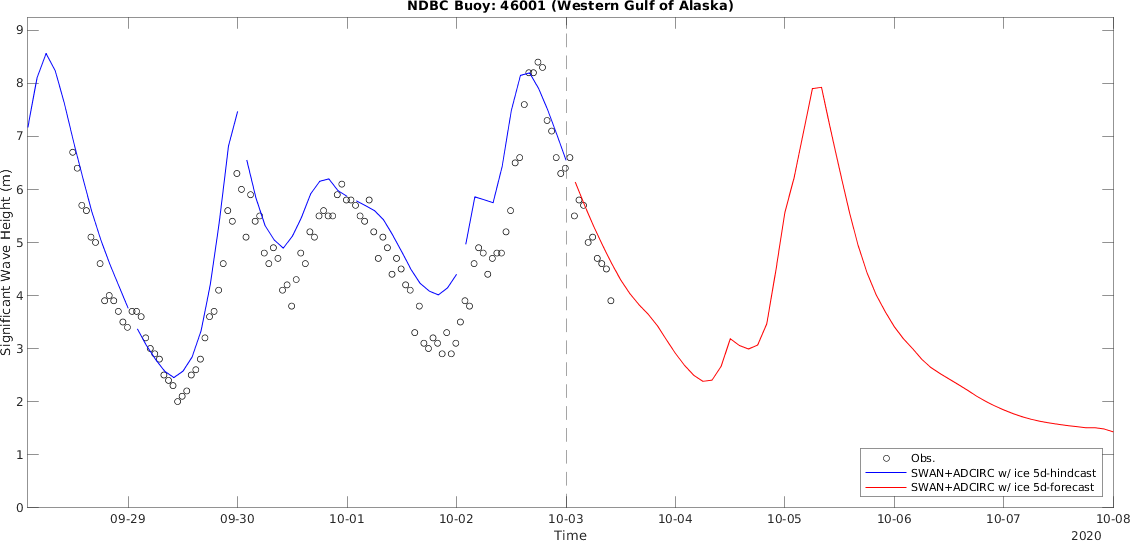 NDBC Buoy: 46001 (Western Gulf of Alaska)
9
8
7
6
5
4
3
2
1
0
Significant Wave Height (m)
09-29 09-30 10-01 10-02 10-03 10-04 10-05 10-06 10-07 10-08
Time
2020
Obs.
SWAN+ADCIRC w/ ice 5d-hindcast
SWAN+ADCIRC w/ ice 5d-forecast